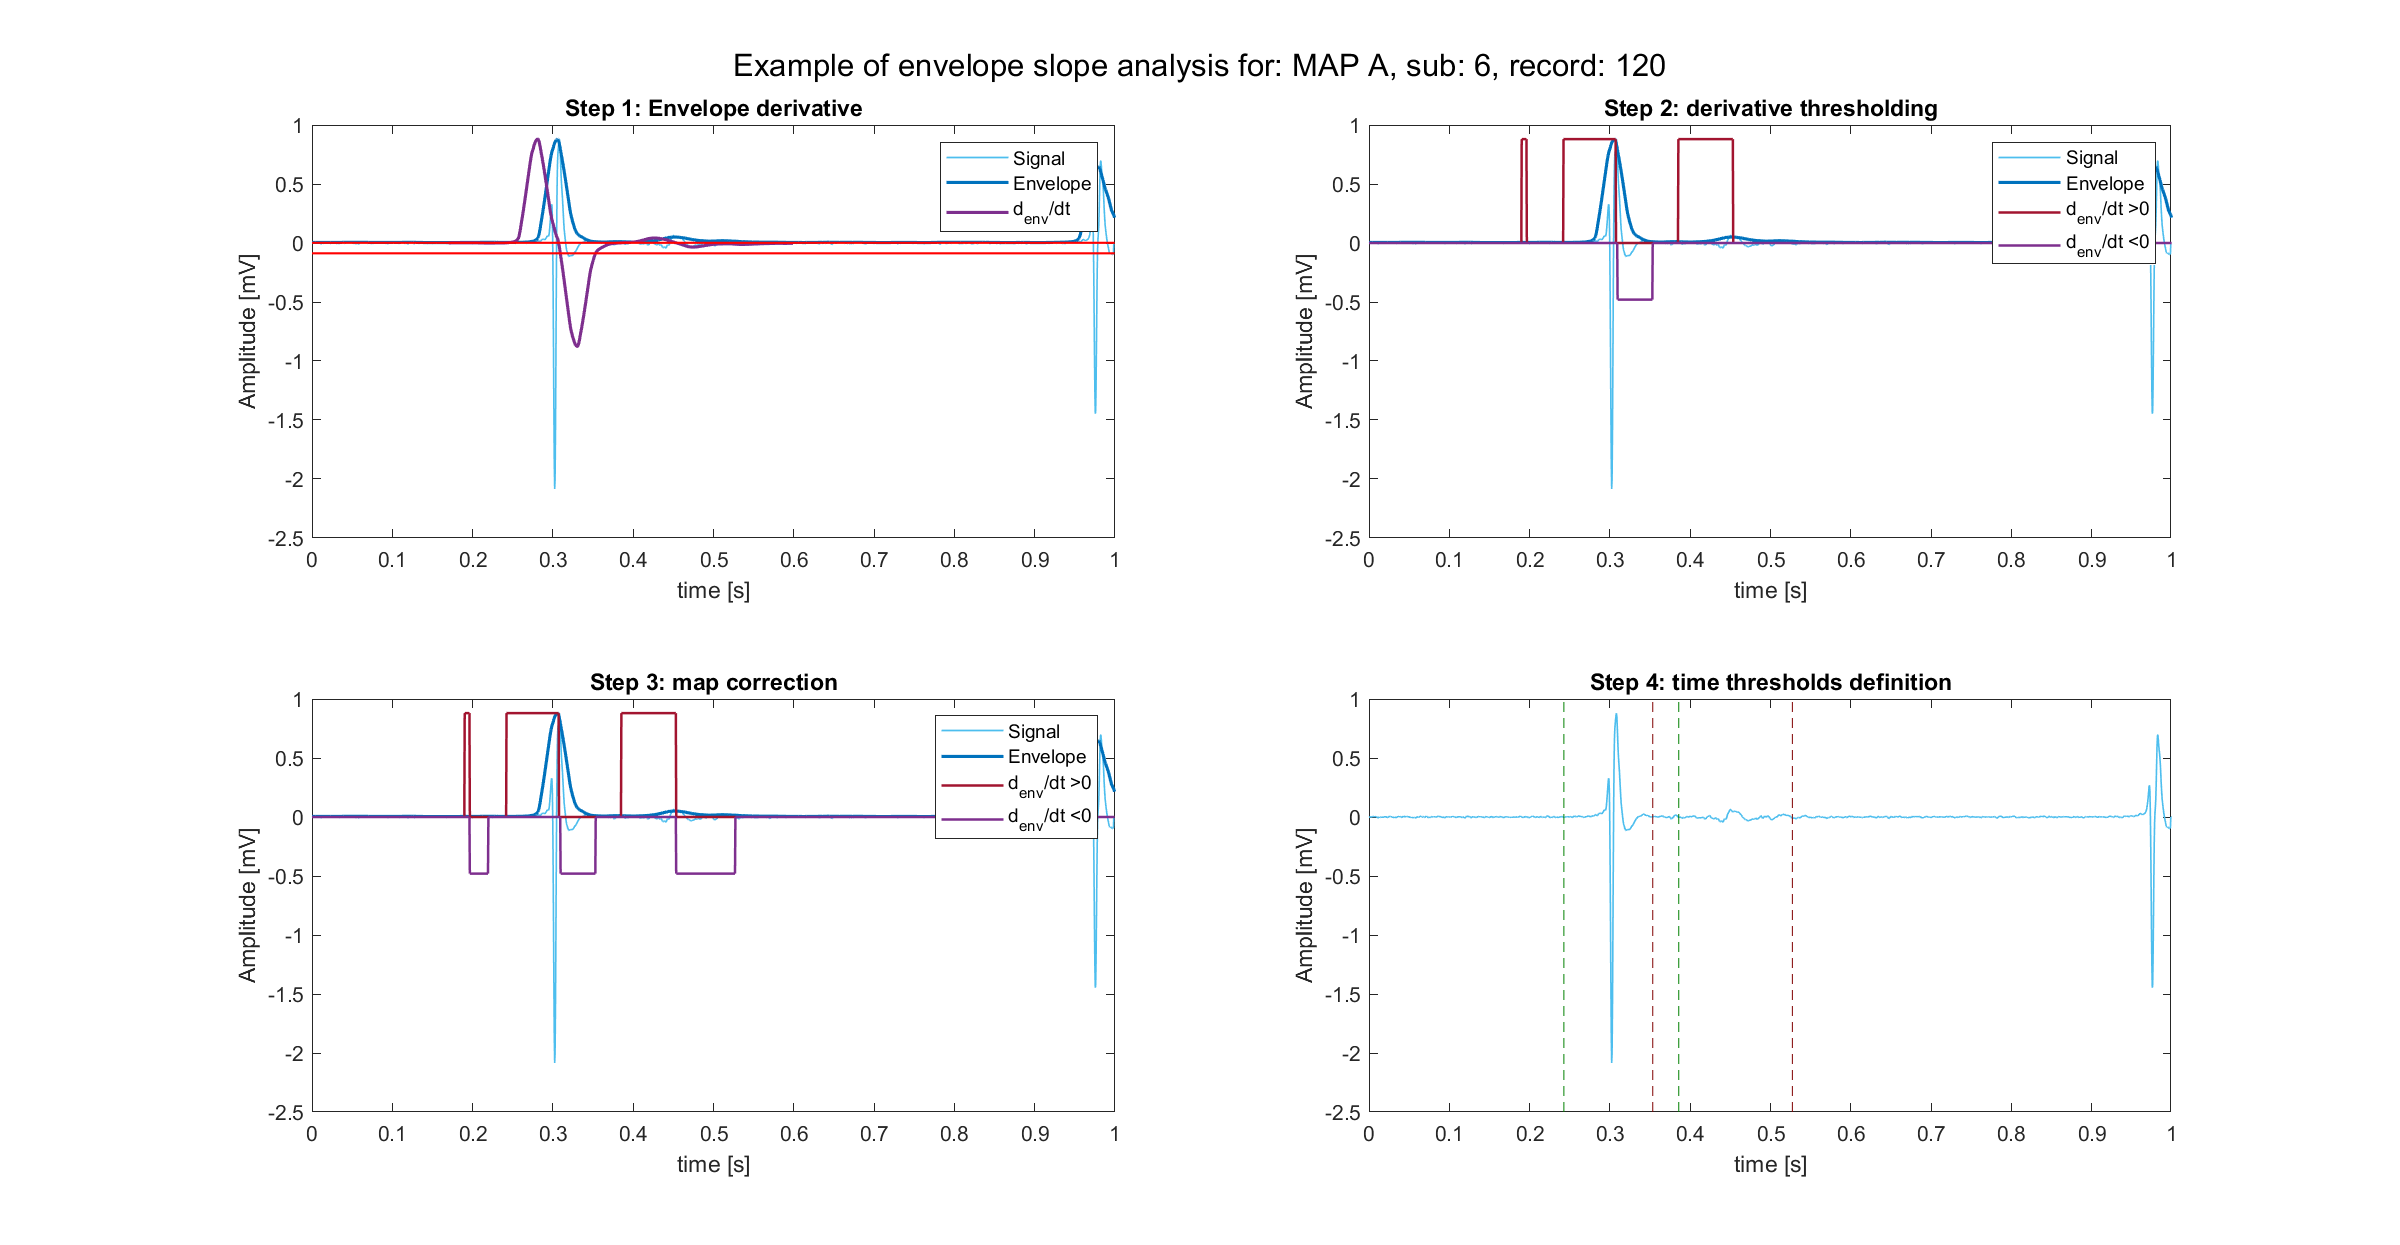 Example of envelope slope analysis for: MAP A, sub: 6, record: 120
Step 1: Envelope derivative
1
0.5
0
-0.5
-1
-1.5
-2
-2.5
0 0.1 0.2 0.3 0.4 0.5 0.6 0.7 0.8 0.9 1
Amplitude [mV]
time [s]
Signal
Envelope
d_env/dt
Step 2: derivative thresholding
1
0.5
0
-0.5
-1
-1.5
-2
-2.5
0 0.1 0.2 0.3 0.4 0.5 0.6 0.7 0.8 0.9 1
Amplitude [mV]
time [s]
Signal
Envelope
d_env/dt >0
d_env/dt <0
Step 3: map correction
1
0.5
0
-0.5
-1
-1.5
-2
-2.5
0 0.1 0.2 0.3 0.4 0.5 0.6 0.7 0.8 0.9 1
Amplitude [mV]
time [s]
Signal
Envelope
d_env/dt >0
d_env/dt <0
Step 4: time thresholds definition
1
0.5
0
-0.5
-1
-1.5
-2
-2.5
0 0.1 0.2 0.3 0.4 0.5 0.6 0.7 0.8 0.9 1
Amplitude [mV]
time [s]